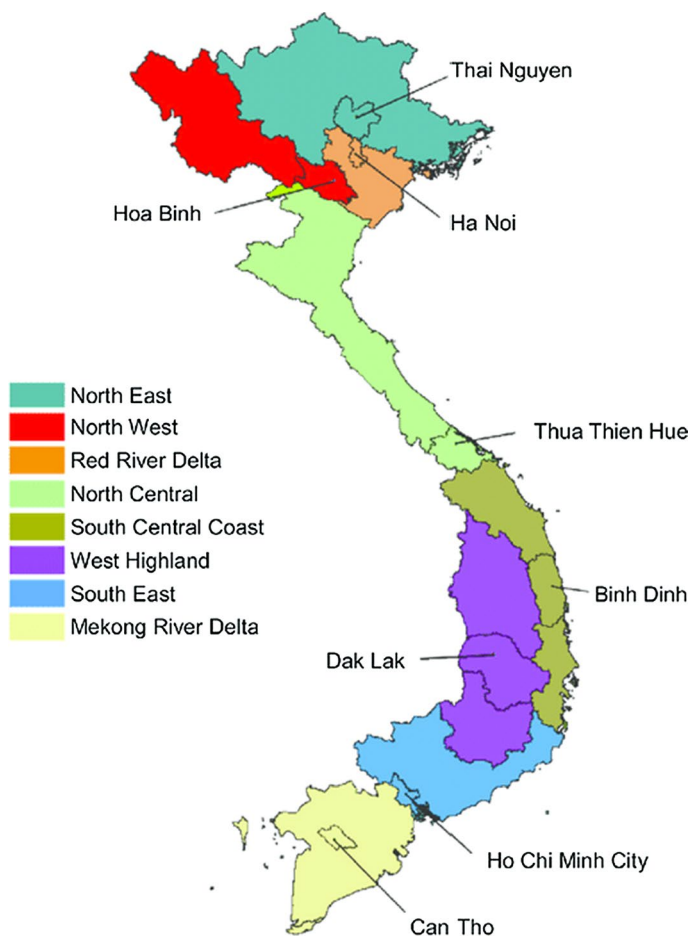 Thai Nguyen
Hoa Binh
Ha Noi
North East
North West
Red River Delta
North Central
South Central Coast
West Highland
South East
Mekong River Delta
Thua Thien Hue
Binh Dinh
Dak Lak
Ho Chi Minh City
Can Tho